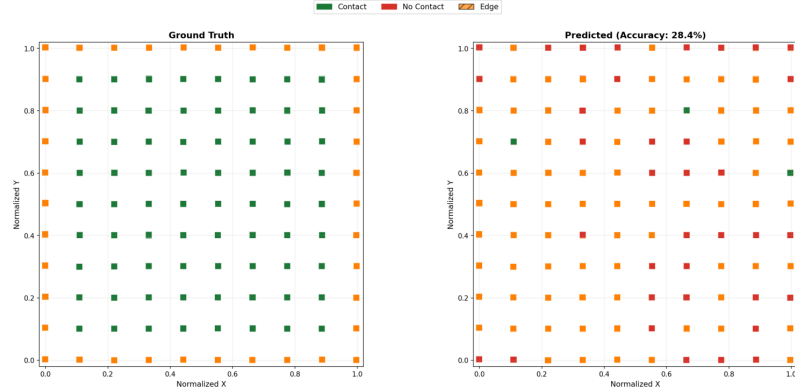 Contact No Contact Edge
Ground Truth
Predicted (Accuracy: 28.4%)
Normalized Y
1.0
0.8
0.6
0.4
0.2
0.0
0.0 0.2 0.4 0.6 0.8 1.0
Normalized X
Normalized Y
1.0
0.8
0.6
0.4
0.2
0.0
0.0 0.2 0.4 0.6 0.8 1.0
Normalized X